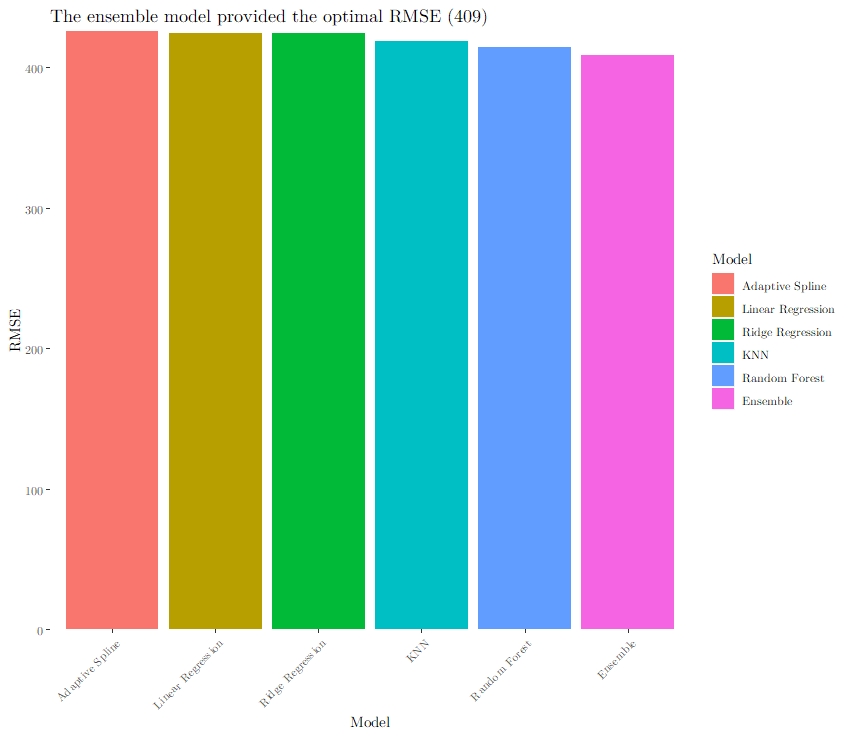 The ensemble model provided the optimal RMSE (409)
RMSE
400
300
200
100
0
Adaptive Spline
Linear Regression
Ridge Regression
KNN
Random Forest
Ensemble
Model
Model
Adaptive Spline
Linear Regression
Ridge Regression
KNN
Random Forest
Ensemble